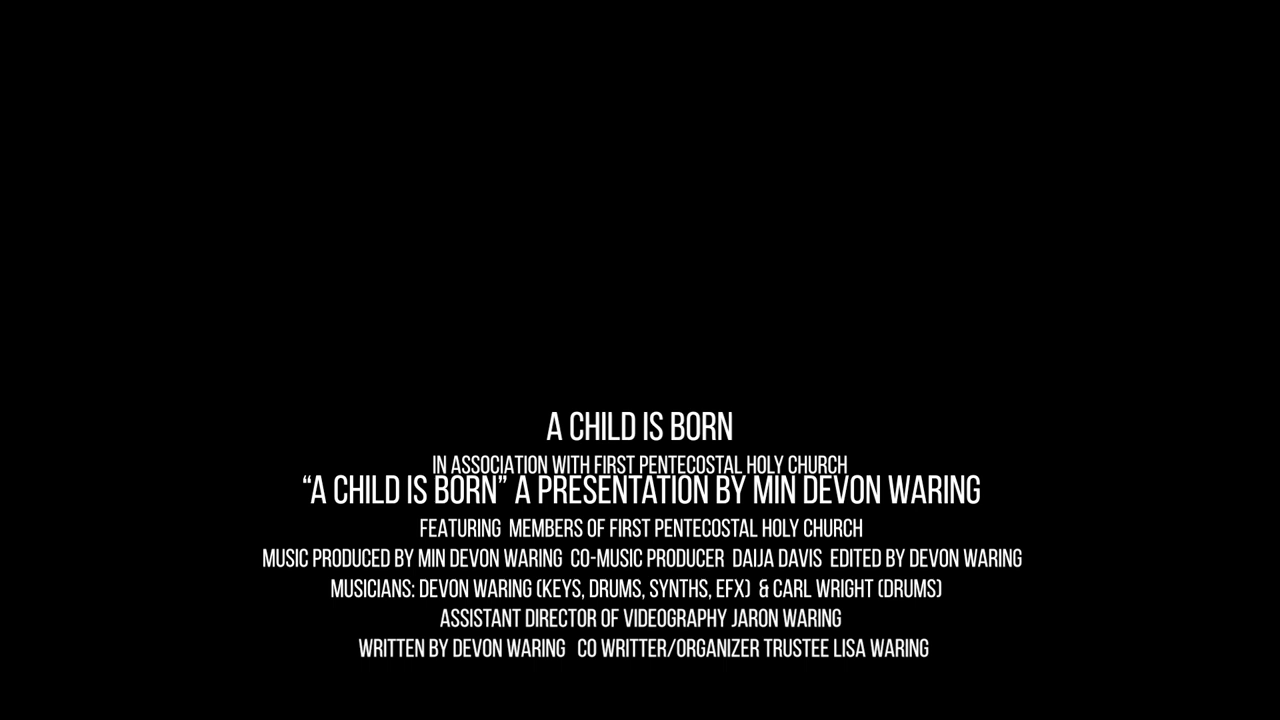 A CHILD IS BORN
IN ASSOCIATION WITH FIRST PENTECOSTAL HOLY CHURCH
“A CHILD IS BORN” A PRESENTATION BY MIN DEVON WARING
FEATURING MEMBERS OF FIRST PENTECOSTAL HOLY CHURCH
MUSIC PRODUCED BY MIN DEVON WARING CO-MUSIC PRODUCER DAIJA DAVIS EDITED BY DEVON WARING
MUSICIANS: DEVON WARING (KEYS, DRUMS, SYNTHS, EFX) & CARL WRIGHT (DRUMS)
ASSISTANT DIRECTOR OF VIDEOGRAPHY JARON WARING
WRITTEN BY DEVON WARING CO WRITTER/ORGANIZER TRUSTEE LISA WARING